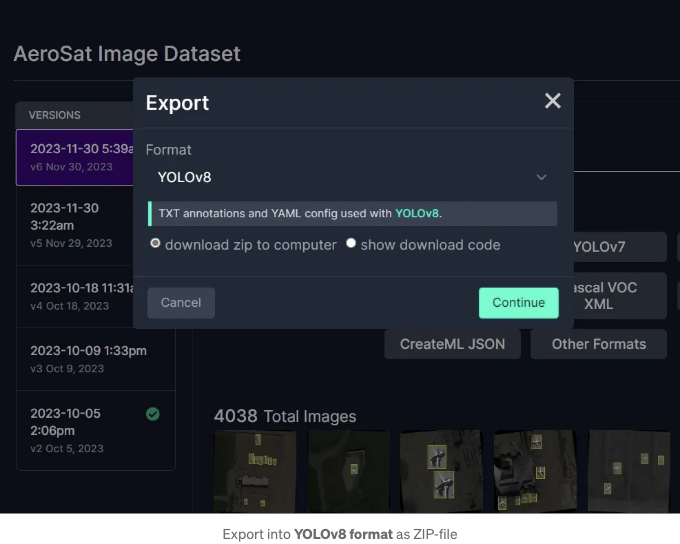 AeroSat Image Dataset
VERSIONS
2023-11-30 5:39a
v6 Nov 30, 2023
2023-11-30
3:22am
v5 Nov 29, 2023
2023-10-18 11:31a
v4 Oct 18, 2023
2023-10-09 1:33pm
v3 Oct 9, 2023
2023-10-05
2:06pm
v2 Oct 5, 2023
Export
Format
YOLOv8
TXT annotations and YAML config used with YOLOv8.
download zip to computer show download code
Cancel Continue
YOLOv7
ascal VOC
XML
CreateML JSON Other Formats
4038 Total Images
Export into YOLOv8 format as ZIP-file